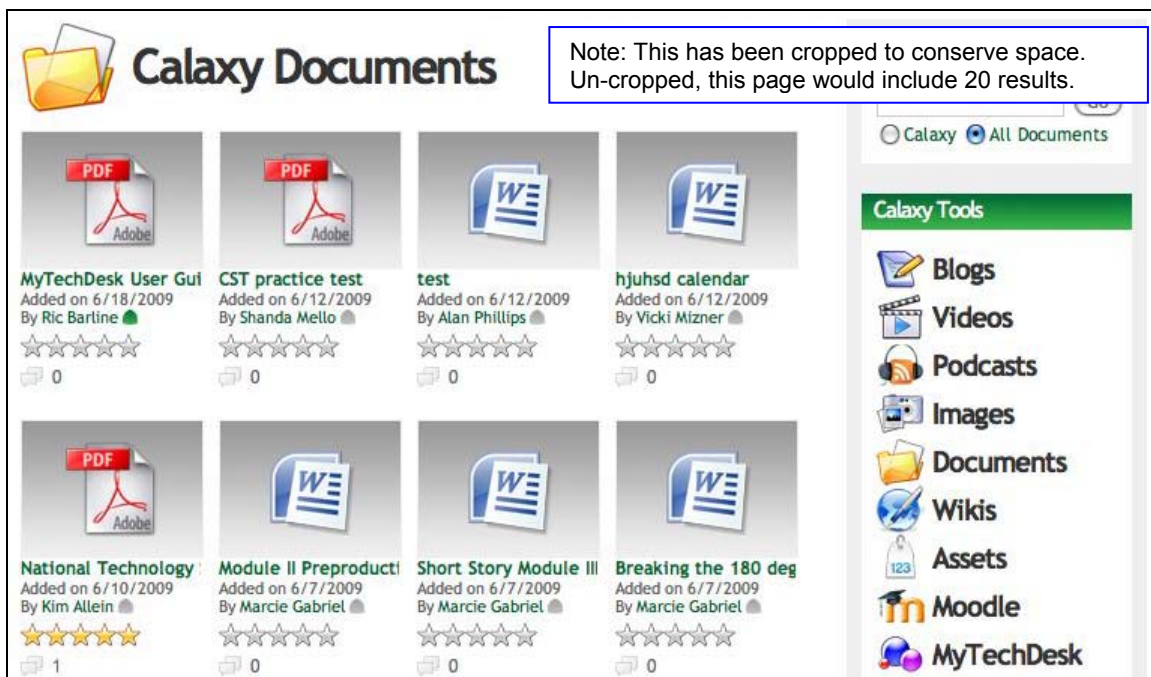 Calaxy Documents
Note: This has been cropped to conserve space.
Un-cropped, this page would include 20 results.
Calaxy All Documents
PDF
Adobe
PDF
Adobe
W
W
MyTechDesk User Gui
Added on 6/18/2009
By Ric Barline
0
CST practice test
Added on 6/12/2009
By Shanda Mello
0
test
Added on 6/12/2009
By Alan Phillips
0
hjuhsd calendar
Added on 6/12/2009
By Vicki Mizner
0
PDF
Adobe
W
W
W
National Technology
Added on 6/10/2009
By Kim Allein
1
Module II Preproducti
Added on 6/7/2009
By Marcie Gabriel
0
Short Story Module III
Added on 6/7/2009
By Marcie Gabriel
0
Breaking the 180 deg
Added on 6/7/2009
By Marcie Gabriel
0
Calaxy Tools
Blogs
Videos
Podcasts
Images
Documents
Wikis
123
Assets
Moodle
MyTechDesk